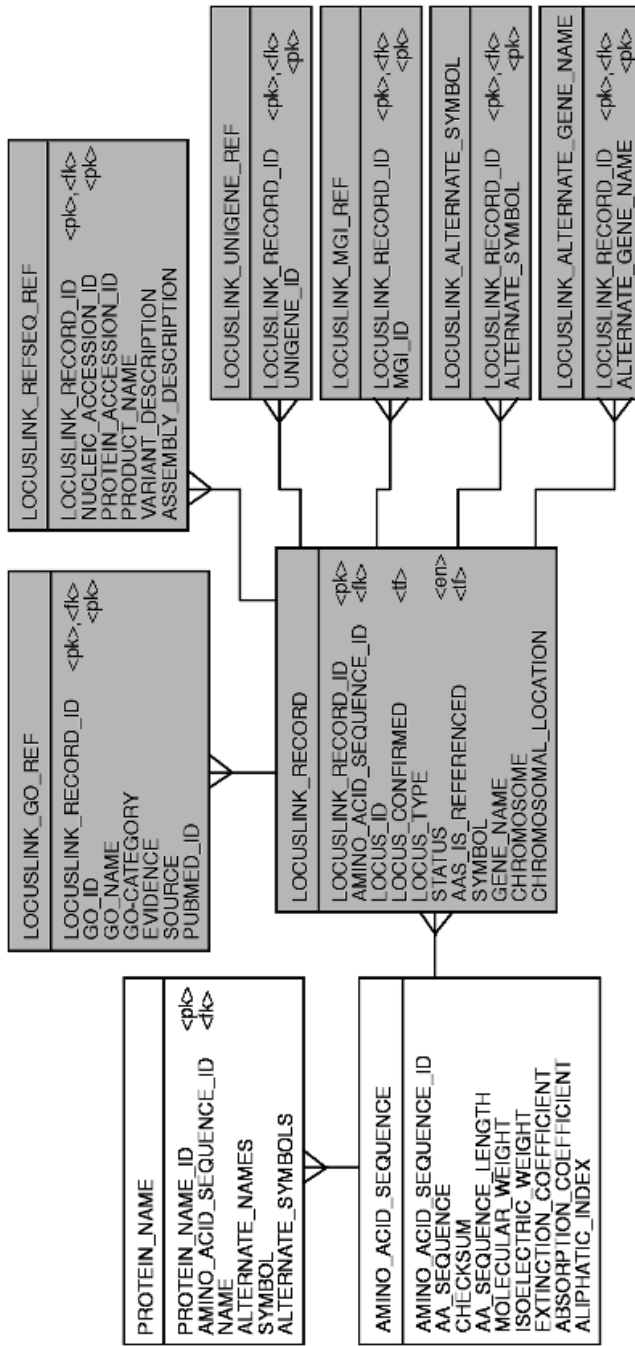 PROTEIN_NAME
PROTEIN_NAME_ID <pk>
AMINO_ACID_SEQUENCE_ID <fk>
NAME
ALTERNATE_NAMES
SYMBOL
ALTERNATE_SYMBOLS
LOCUSLINK_GO_REF
LOCUSLINK_RECORD_ID <pk>,<fk>
GO_ID <pk>
GO_NAME
GO-CATEGORY
EVIDENCE
SOURCE
PUBMED_ID
LOCUSLINK_REFSEQ_REF
LOCUSLINK_RECORD_ID <pk>,<fk>
NUCLEIC_ACCESSION_ID <pk>
PROTEIN_ACCESSION_ID <pk>
PRODUCT_NAME
VARIANT_DESCRIPTION
ASSEMBLY_DESCRIPTION
AMINO_ACID_SEQUENCE
AMINO_ACID_SEQUENCE_ID
AA_SEQUENCE
CHECKSUM
AA_SEQUENCE_LENGTH
MOLECULAR_WEIGHT
ISOELECTRIC_WEIGHT
EXTINCTION_COEFFICIENT
ABSORPTION_COEFFICIENT
ALIPHATIC_INDEX
LOCUSLINK_RECORD
LOCUSLINK_RECORD_ID <pk>
AMINO_ACID_SEQUENCE_ID <fk>
LOCUS_ID
LOCUS_CONFIRMED <tf>
LOCUS_TYPE
STATUS <en>
AAS_IS_REFERENCED <tf>
SYMBOL
GENE_NAME
CHROMOSOME
CHROMOSOMAL_LOCATION
LOCUSLINK_UNIGENE_REF
LOCUSLINK_RECORD_ID <pk>,<fk>
UNIGENE_ID <pk>
LOCUSLINK_MGI_REF
LOCUSLINK_RECORD_ID <pk>,<fk>
MGI_ID <pk>
LOCUSLINK_ALTERNATE_SYMBOL
LOCUSLINK_RECORD_ID <pk>,<fk>
ALTERNATE_SYMBOL <pk>
LOCUSLINK_ALTERNATE_GENE_NAME
LOCUSLINK_RECORD_ID <pk>,<fk>
ALTERNATE_GENE_NAME <pk>